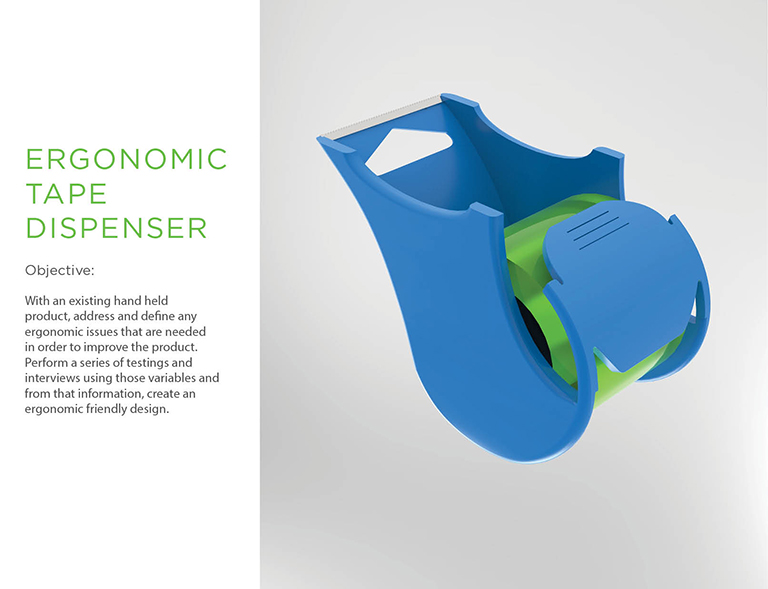 ERGONOMIC
TAPE
DISPENSER
Objective:
With an existing hand held
product, address and define any
ergonomic issues that are needed
in order to improve the product.
Perform a series of testings and
interviews using those variables and
from that information, create an
ergonomic friendly design.